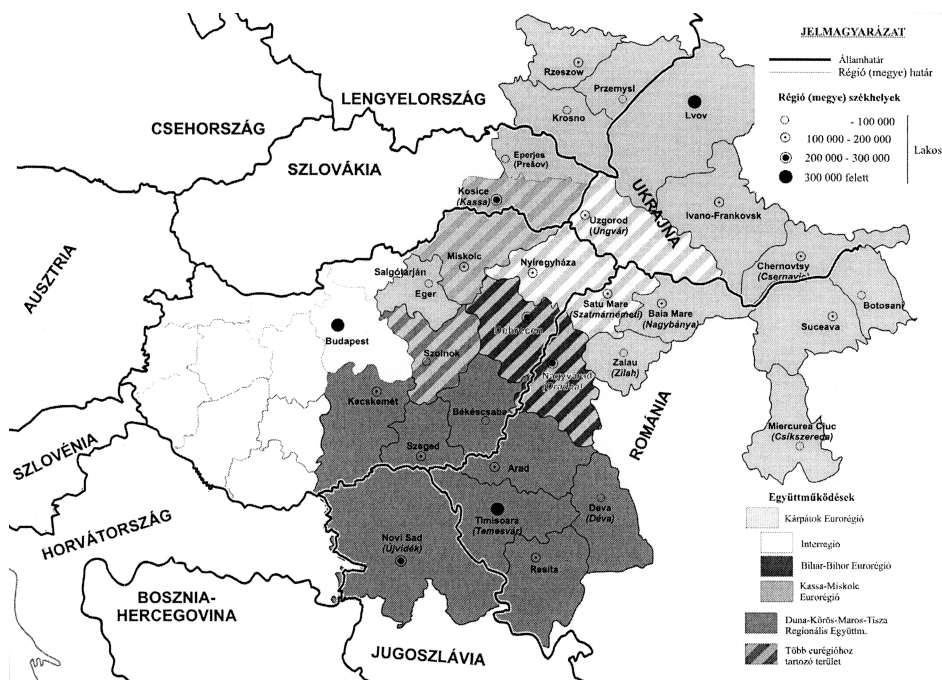 JELMAGYARÁZAT
Államhatár
Régió (megye) határ
Régió (megye) székhelyek
- 100 000
100 000 - 200 000
200 000 - 300 000
300 000 felett
Lakos
LENGYELORSZÁG
CSEHORSZÁG
SZLOVÁKIA
AUSZTRIA
SZLOVÉNIA
HORVÁTORSZÁG
BOSZNIA-
HERCEGOVINA
JUGOSZLÁVIA
ROMÁNIA
UKRAJNA
Rzeszow
Przemysl
Krosno
Lvov
Eperjes
(Prešov)
Kosice
(Kassa)
Uzgorod
(Ungvár)
Ivano-Frankovsk
Chernovtsy
(Csernavic)
Botosani
Suceava
Miskolc
Nyíregyháza
Salgótárján
Eger
Satu Mare
(Szatmárnémeti)
Baia Mare
(Nagybánya)
Budapest
Debrecen
Szolnok
Nagyvárad
(Oradea)
Zalau
(Zilah)
Kecskemét
Békéscsaba
Miercurea Ciuc
(Csíkszereda)
Szeged
Arad
Deva
(Déva)
Timisoara
(Temesvár)
Novi Sad
(Újvidék)
Resita
Együttműködések
Kárpátok Eurorégió
Interregio
Bihar-Bihor Eurorégió
Kassa-Miskolc
Eurorégió
Duna-Körös-Maros-Tisza
Regionális Együttm.
Több eurégióhoz
tartozó terület